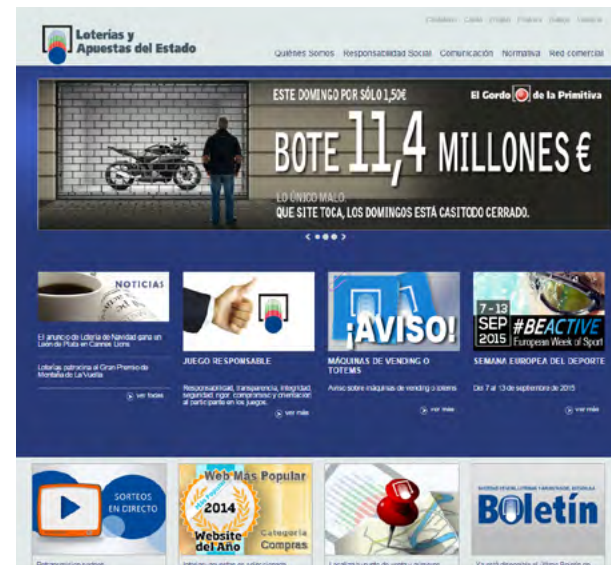 Loterías y
Apuestas del Estado
Quiénes Somos Responsabilidad Social Comunicación Normativa Red comercial
ESTE DOMINGO POR SÓLO 1,50€
El Gordo de la Primitiva
BOTE 11,4 MILLONES €
LO ÚNICO MALO:
QUE SI TE TOCA, LOS DOMINGOS ESTÁ CASI TODO CERRADO.
NOTICIAS
El anuncio de Lotería de Navidad gana un
León de Plata en Cannes Lions
Loterías patrocina el Gran Premio de
Montaña de La Vuelta
ver todas
JUEGO RESPONSABLE
Responsabilidad, transparencia, integridad,
seguridad, rigor, compromiso y orientación
al participante en los juegos.
ver más
¡AVISO!
MÁQUINAS DE VENDING O
TOTEMS
Aviso sobre máquinas de vending o totems
ver más
7 - 13
SEP
2015
#BEACTIVE
European Week of Sport
SEMANA EUROPEA DEL DEPORTE
Del 7 al 13 de septiembre de 2015
ver más
SORTEOS
EN DIRECTO
Web Más Popular
2014
Website
del Año
Categoría
Compras
Boletín